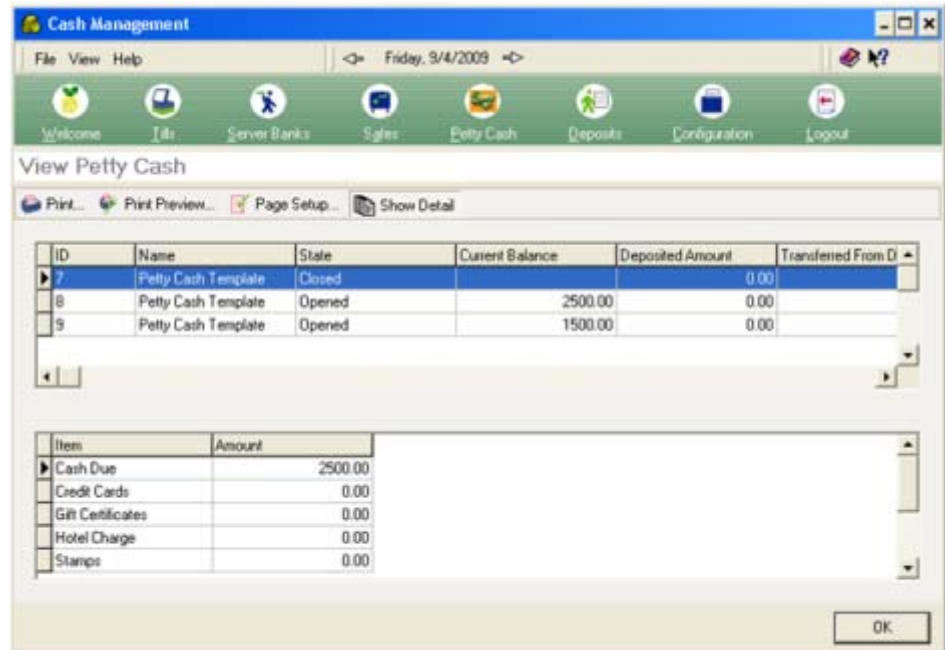 Cash Management
File View Help Friday, 9/4/2009
Welcome Tills Server Banks Sales Petty Cash Deposits Configuration Logout
View Petty Cash
Print... Print Preview... Page Setup... Show Detail
ID Name State Current Balance Deposited Amount Transferred From D
7 Petty Cash Template Closed 0.00
8 Petty Cash Template Opened 2500.00 0.00
9 Petty Cash Template Opened 1500.00 0.00
Item Amount
Cash Due 2500.00
Credit Cards 0.00
Gift Certificates 0.00
Hotel Charge 0.00
Stamps 0.00
OK